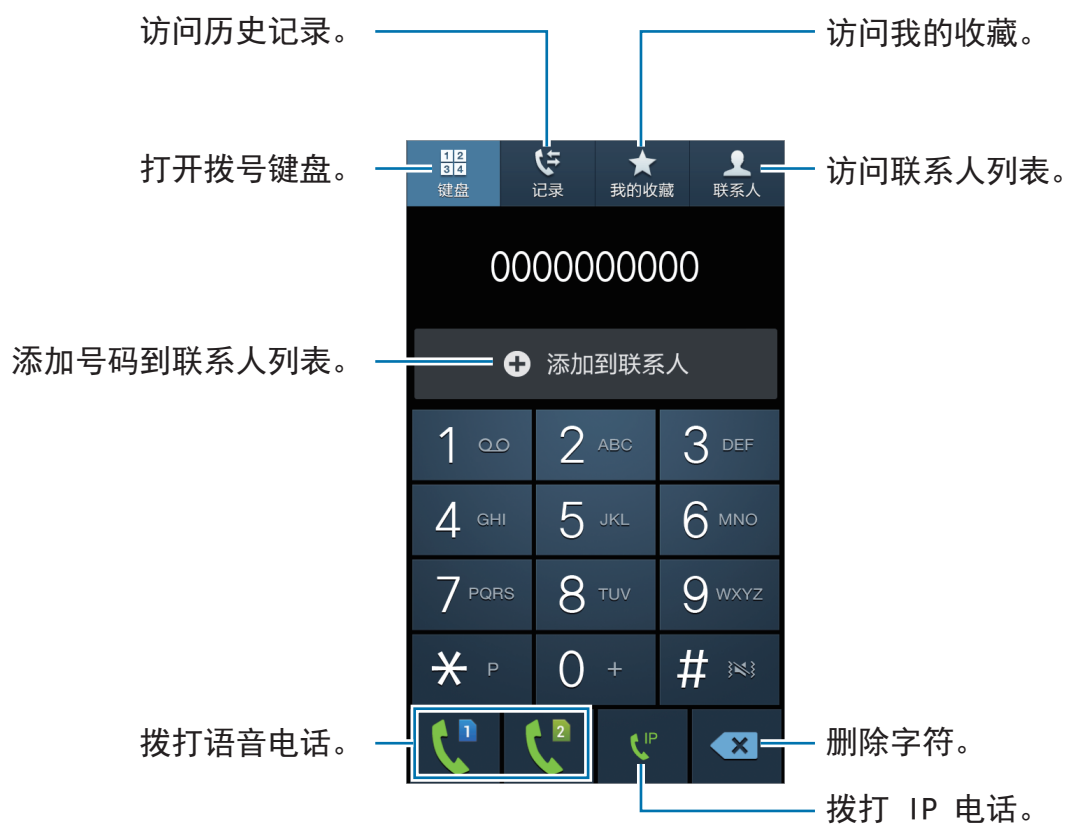 访问历史记录。
访问我的收藏。
打开拨号键盘。
1 2
3 4
键盘
记录
我的收藏
联系人
访问联系人列表。
0000000000
添加号码到联系人列表。
添加到联系人
1
2 ABC
3 DEF
4 GHI
5 JKL
6 MNO
7 PQRS
8 TUV
9 WXYZ
* P
0 +
#
拨打语音电话。
1
2
IP
删除字符。
拨打 IP 电话。